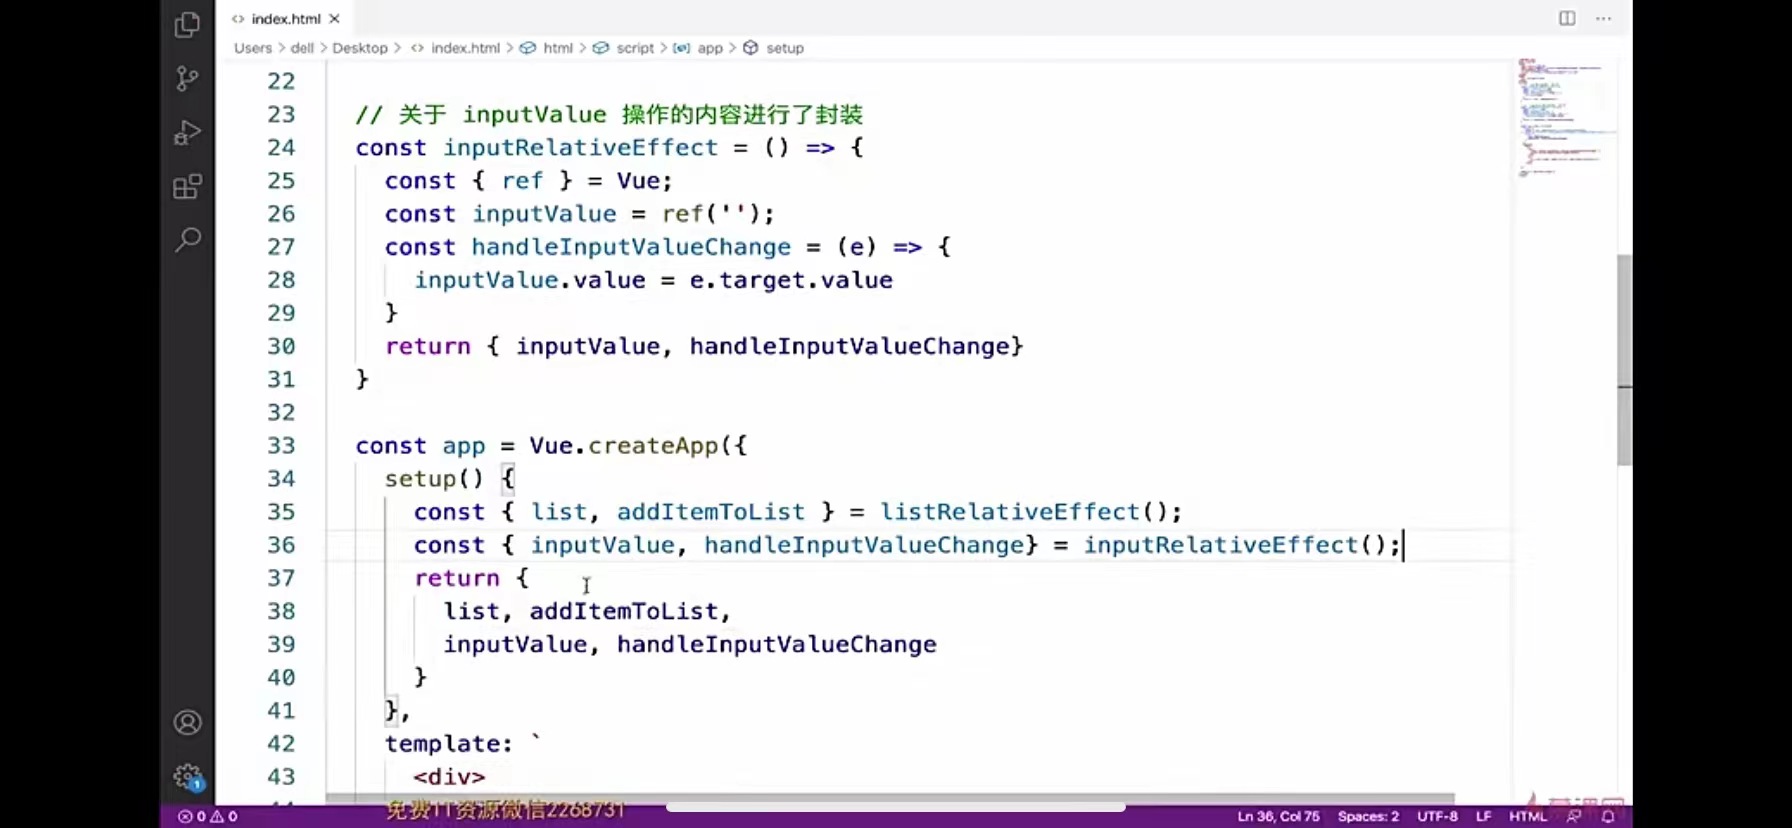 index.html
Users > dell > Desktop > index.html > html > script > app > setup
22
23 // 关于 inputValue 操作的内容进行了封装
24 const inputRelativeEffect = () => {
25 const { ref } = Vue;
26 const inputValue = ref('');
27 const handleInputValueChange = (e) => {
28 inputValue.value = e.target.value
29 }
30 return { inputValue, handleInputValueChange}
31 }
32
33 const app = Vue.createApp({
34 setup() {
35 const { list, addItemToList } = listRelativeEffect();
36 const { inputValue, handleInputValueChange} = inputRelativeEffect();
37 return {
38 list, addItemToList,
39 inputValue, handleInputValueChange
40 }
41 },
42 template: `
43 <div>
免费IT资源微信2268731
0 0 Ln 36, Col 75 Spaces: 2 UTF-8 LF HTML
1